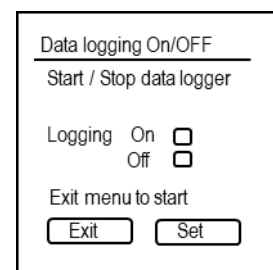 Data logging On/OFF
Start / Stop data logger
Logging On
Off
Exit menu to start
Exit Set